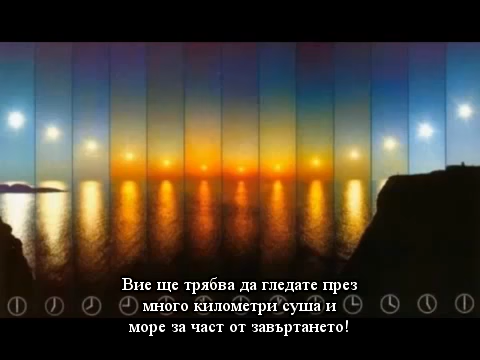 Вие ще трябва да гледате през
много километри суша и
море за част от завъртането!